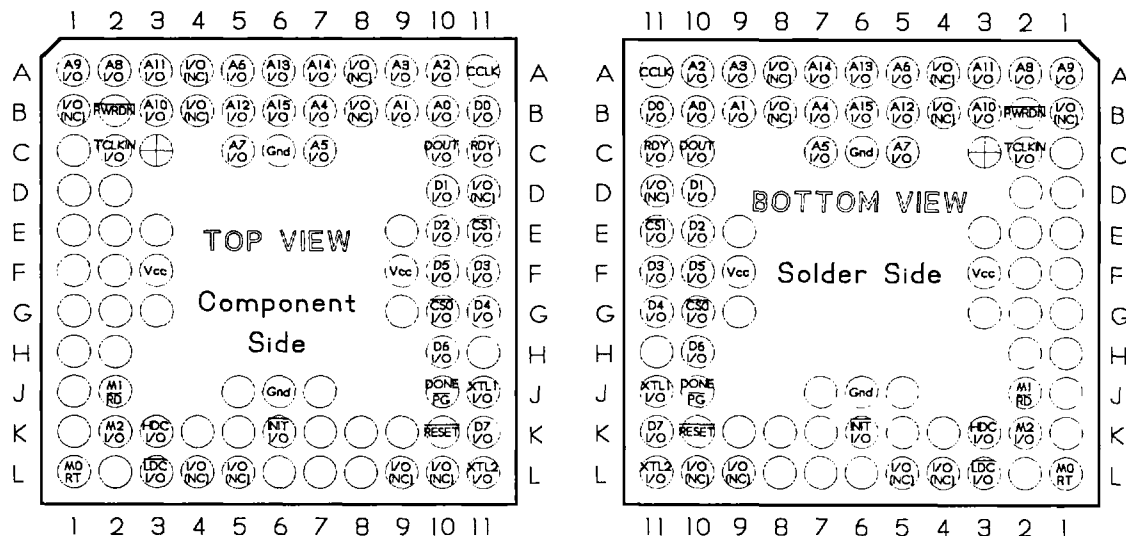 1 2 3 4 5 6 7 8 9 10 11
A A9 I/O A8 I/O A11 I/O I/O (NC) A6 I/O A13 I/O A14 I/O I/O (NC) A3 I/O A2 I/O CCLK A
B I/O (NC) PWRDN A10 I/O I/O (NC) A12 I/O A15 I/O A4 I/O I/O (NC) A1 I/O A0 I/O D0 I/O B
C TCLKIN I/O A7 I/O Gnd A5 I/O DOUT I/O RDY I/O C
D D1 I/O I/O (NC) D
E TOP VIEW D2 I/O CS1 I/O E
F Vcc Vcc D5 I/O D3 I/O F
G Component CS0 I/O D4 I/O G
H Side D6 I/O H
J M1 RD Gnd DONE PG XTL1 I/O J
K M2 I/O HDC I/O INIT I/O RESET D7 I/O K
L M0 RT LDC I/O I/O (NC) I/O (NC) I/O (NC) I/O (NC) XTL2 I/O L
1 2 3 4 5 6 7 8 9 10 11
11 10 9 8 7 6 5 4 3 2 1
A CCLK A2 I/O A3 I/O I/O (NC) A14 I/O A13 I/O A6 I/O I/O (NC) A11 I/O A8 I/O A9 I/O A
B D0 I/O A0 I/O A1 I/O I/O (NC) A4 I/O A15 I/O A12 I/O I/O (NC) A10 I/O PWRDN I/O (NC) B
C RDY I/O DOUT I/O A5 I/O Gnd A7 I/O TCLKIN I/O C
D I/O (NC) D1 I/O BOTTOM VIEW D
E CS1 I/O D2 I/O E
F D3 I/O D5 I/O Vcc Solder Side Vcc F
G D4 I/O CS0 I/O G
H D6 I/O H
J XTL1 I/O DONE PG Gnd M1 RD J
K D7 I/O RESET INIT I/O HDC I/O M2 I/O K
L XTL2 I/O I/O (NC) I/O (NC) I/O (NC) I/O (NC) LDC I/O M0 RT L
11 10 9 8 7 6 5 4 3 2 1